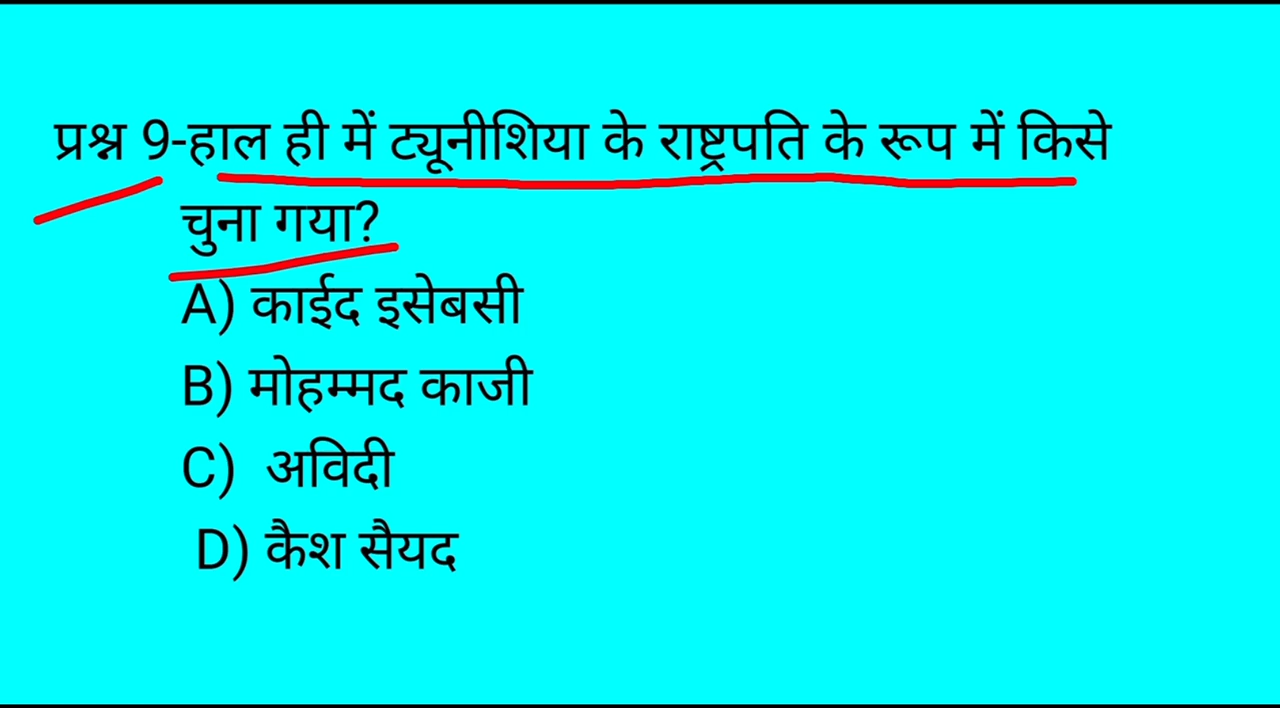 प्रश्न 9-हाल ही में ट्यूनीशिया के राष्ट्रपति के रूप में किसे
चुना गया?
A) काईद इसेबसी
B) मोहम्मद काजी
C) अविदी
D) कैश सैयद